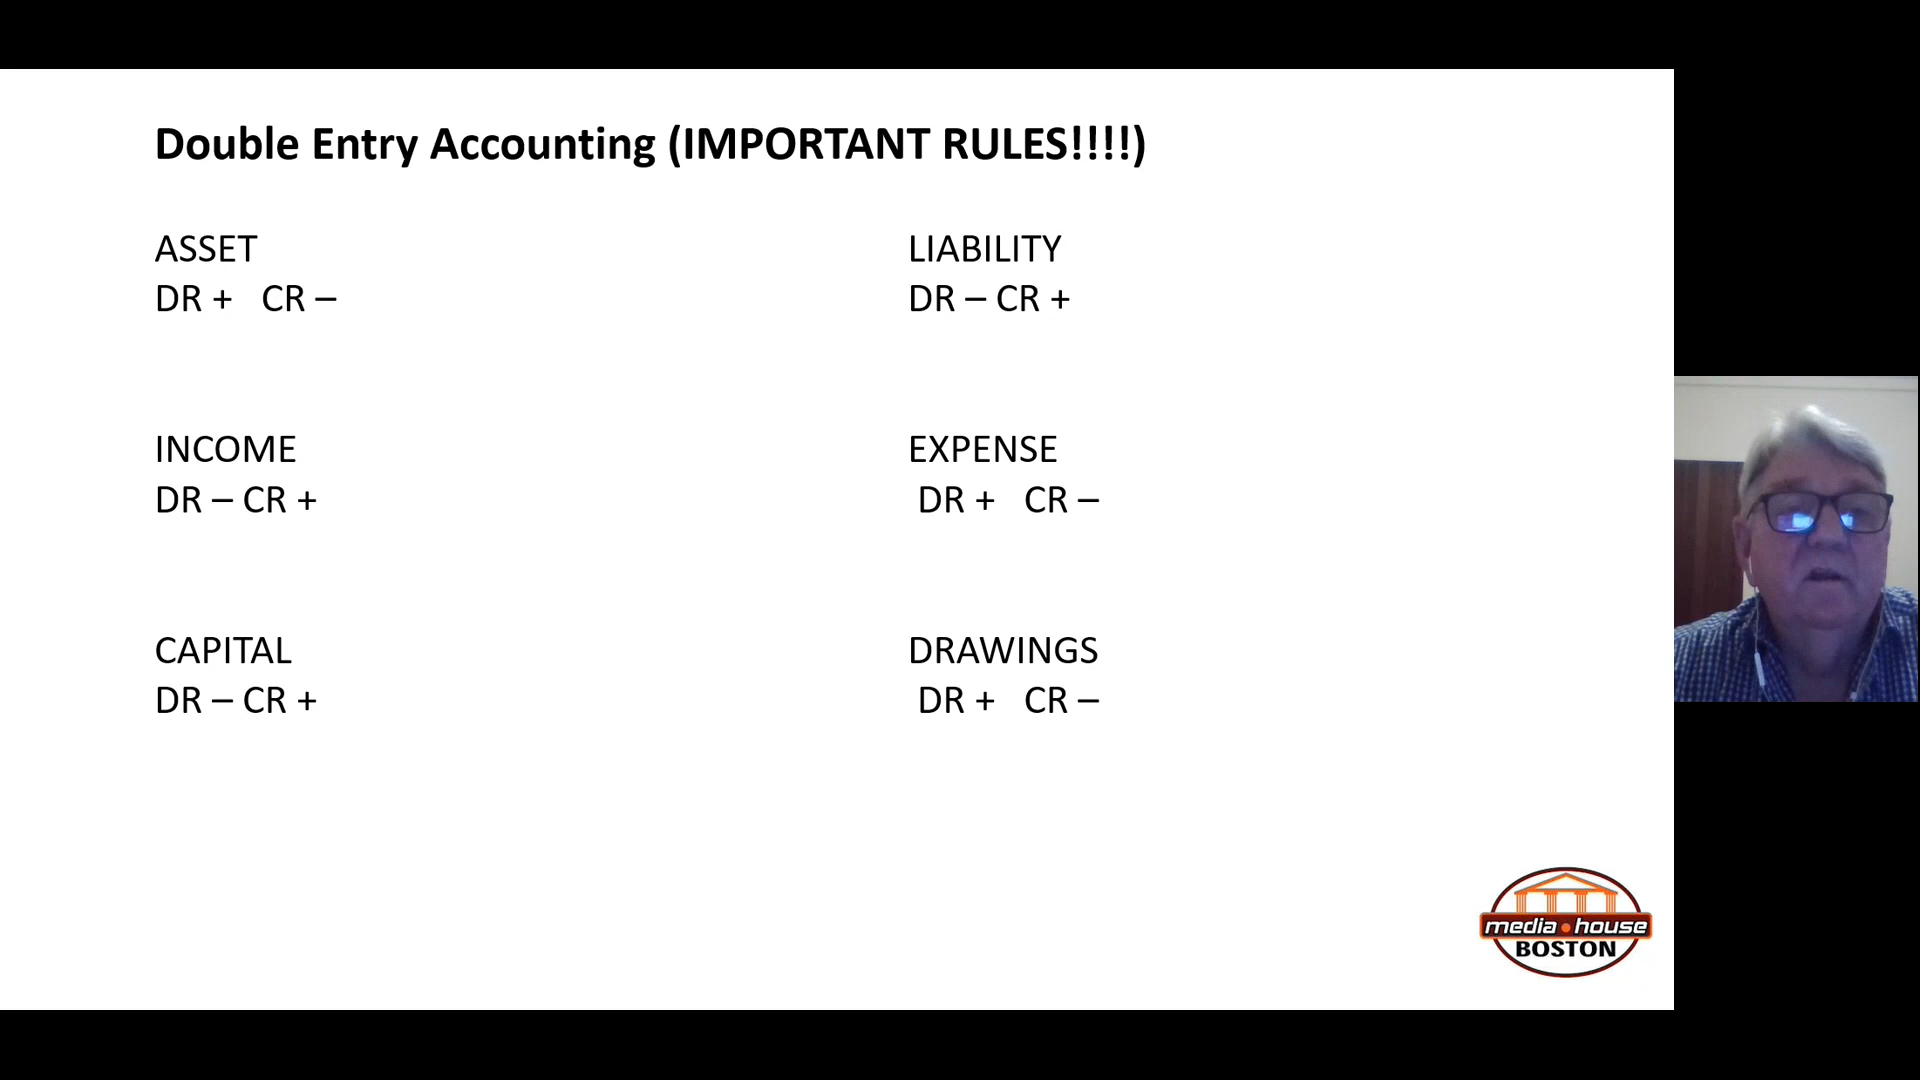 Double Entry Accounting (IMPORTANT RULES!!!!)
ASSET
DR + CR –
LIABILITY
DR – CR +
INCOME
DR – CR +
EXPENSE
DR + CR –
CAPITAL
DR – CR +
DRAWINGS
DR + CR –
media•house
BOSTON